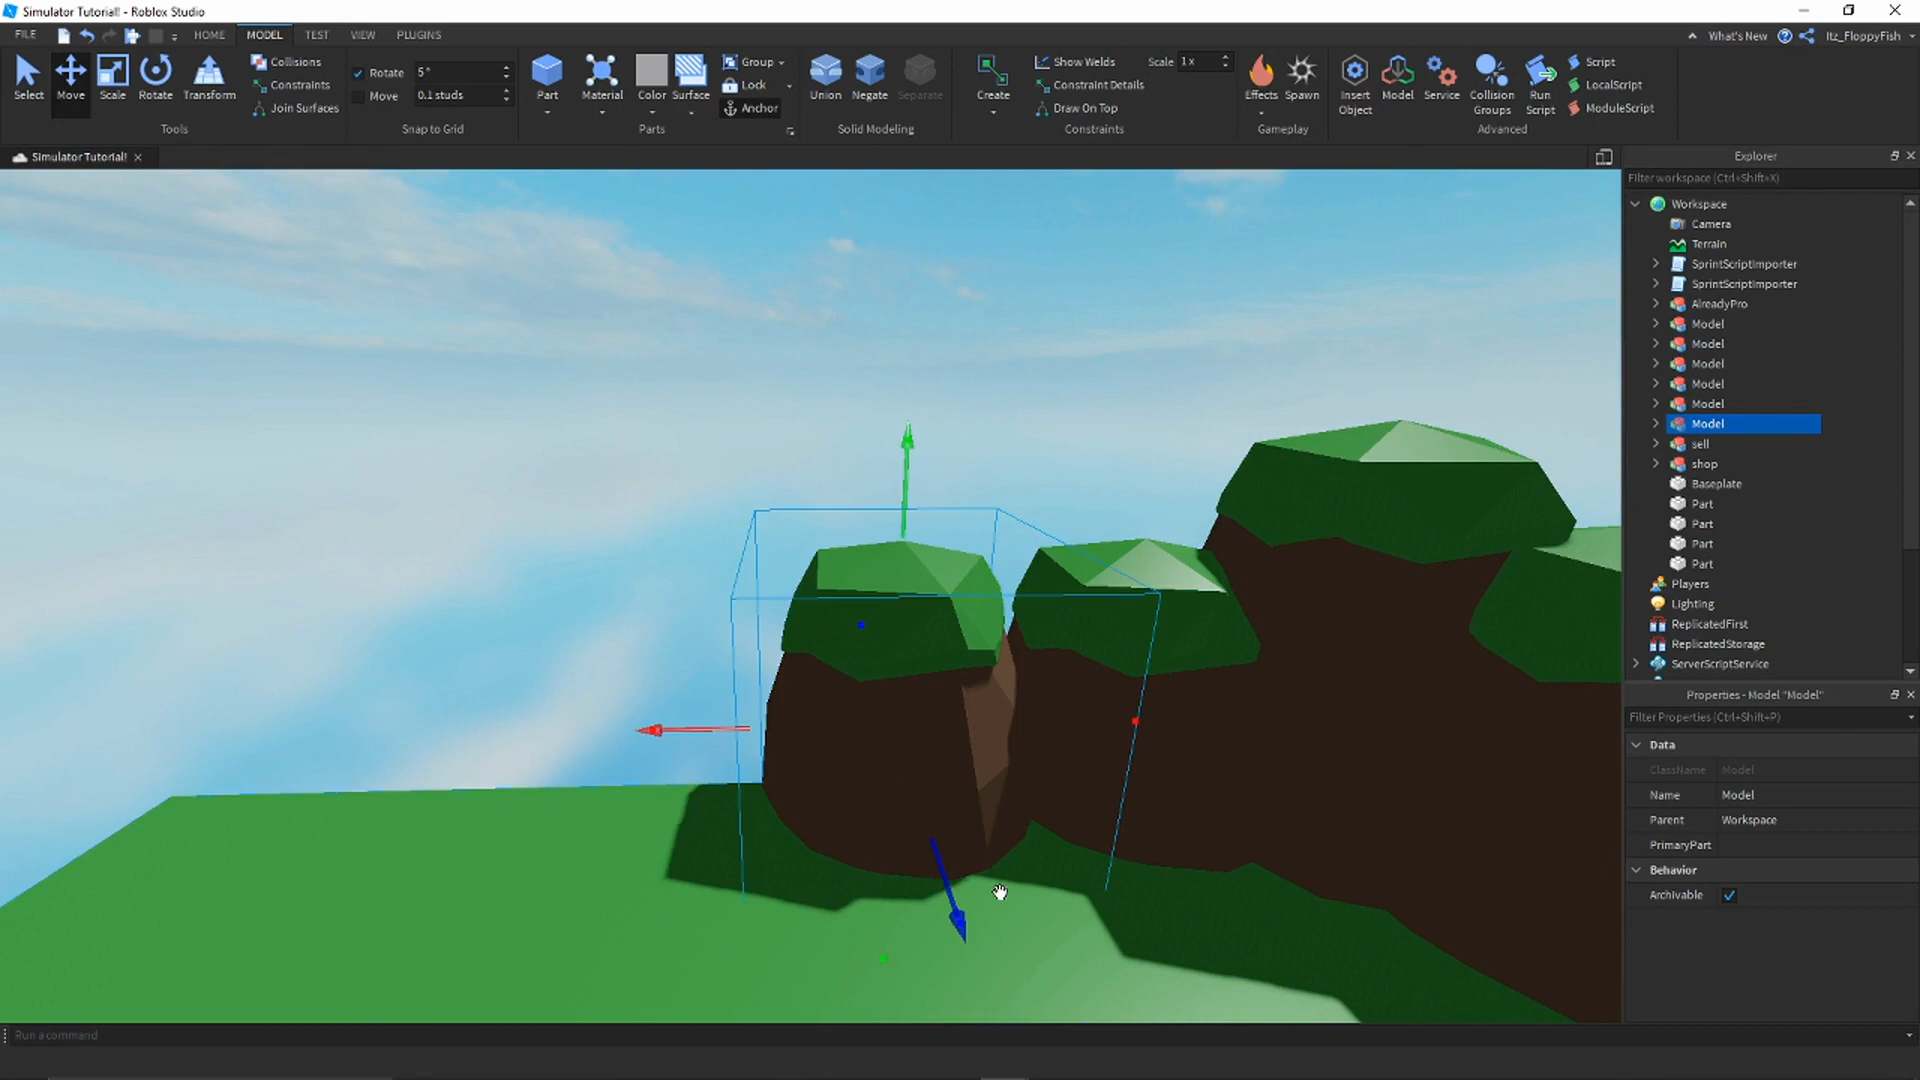 Simulator Tutorial! - Roblox Studio
FILE HOME MODEL TEST VIEW PLUGINS What's New Itz_FloppyFish
Select Move Scale Rotate Transform
Collisions
Constraints
Join Surfaces
Tools
Rotate 5°
Move 0.1 studs
Snap to Grid
Part Material Color Surface
Group
Lock
Anchor
Parts
Union Negate Separate
Solid Modeling
Create
Show Welds
Constraint Details
Draw On Top
Scale 1x
Constraints
Effects Spawn
Gameplay
Insert Object Model Service Collision Groups Run Script
Script
LocalScript
ModuleScript
Advanced
Simulator Tutorial!
Explorer
Filter workspace (Ctrl+Shift+X)
Workspace
Camera
Terrain
SprintScriptImporter
SprintScriptImporter
AlreadyPro
Model
Model
Model
Model
Model
Model
sell
shop
Baseplate
Part
Part
Part
Part
Players
Lighting
ReplicatedFirst
ReplicatedStorage
ServerScriptService
Properties - Model "Model"
Filter Properties (Ctrl+Shift+P)
Data
ClassName Model
Name Model
Parent Workspace
PrimaryPart
Behavior
Archivable
Run a command